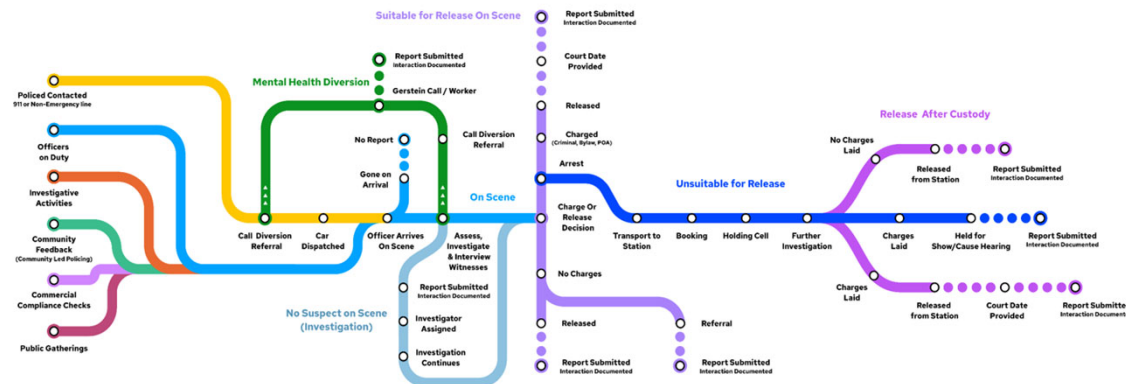 Suitable for Release On Scene
Report Submitted
Interaction Documented
Court Date
Provided
Released
Charged
(Criminal, Bylaw, POA)
Arrest
Mental Health Diversion
Report Submitted
Interaction Documented
Gerstein Call / Worker
Call Diversion
Referral
No Report
Gone on
Arrival
Policed Contacted
911 or Non-Emergency line
Officers
on Duty
Investigative
Activities
Community
Feedback
(Community Led Policing)
Commercial
Compliance Checks
Public Gatherings
Call Diversion
Referral
Car
Dispatched
Officer Arrives
On Scene
On Scene
Assess,
Investigate
& Interview
Witnesses
Charge Or
Release
Decision
No Suspect on Scene
(Investigation)
Report Submitted
Interaction Documented
Investigator
Assigned
Investigation
Continues
No Charges
Released
Report Submitted
Interaction Documented
Referral
Report Submitted
Interaction Documented
Unsuitable for Release
Transport to
Station
Booking
Holding Cell
Further
Investigation
Charges
Laid
Held for
Show/Cause Hearing
Report Submitted
Interaction Documented
Release After Custody
No Charges
Laid
Released
from Station
Report Submitted
Interaction Documented
Charges
Laid
Released
from Station
Court Date
Provided
Report Submitte
Interaction Document